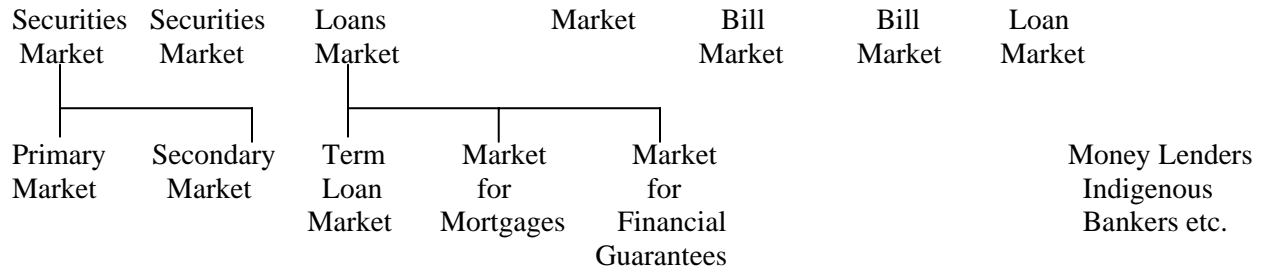 Securities Securities Loans Market Bill Bill Loan
Market Market Market Market Market Market
Primary Secondary Term Market Market Money Lenders
Market Market Loan for for Indigenous
Market Mortgages Financial Bankers etc.
Guarantees